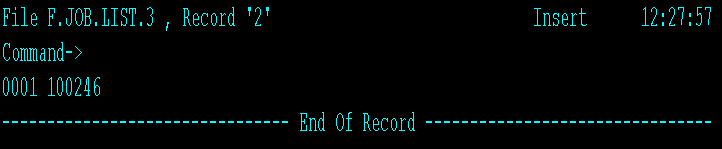 File F.JOB.LIST.3 , Record '2' Insert 12:27:57
Command->
0001 100246
-------------------------------- End Of Record --------------------------------